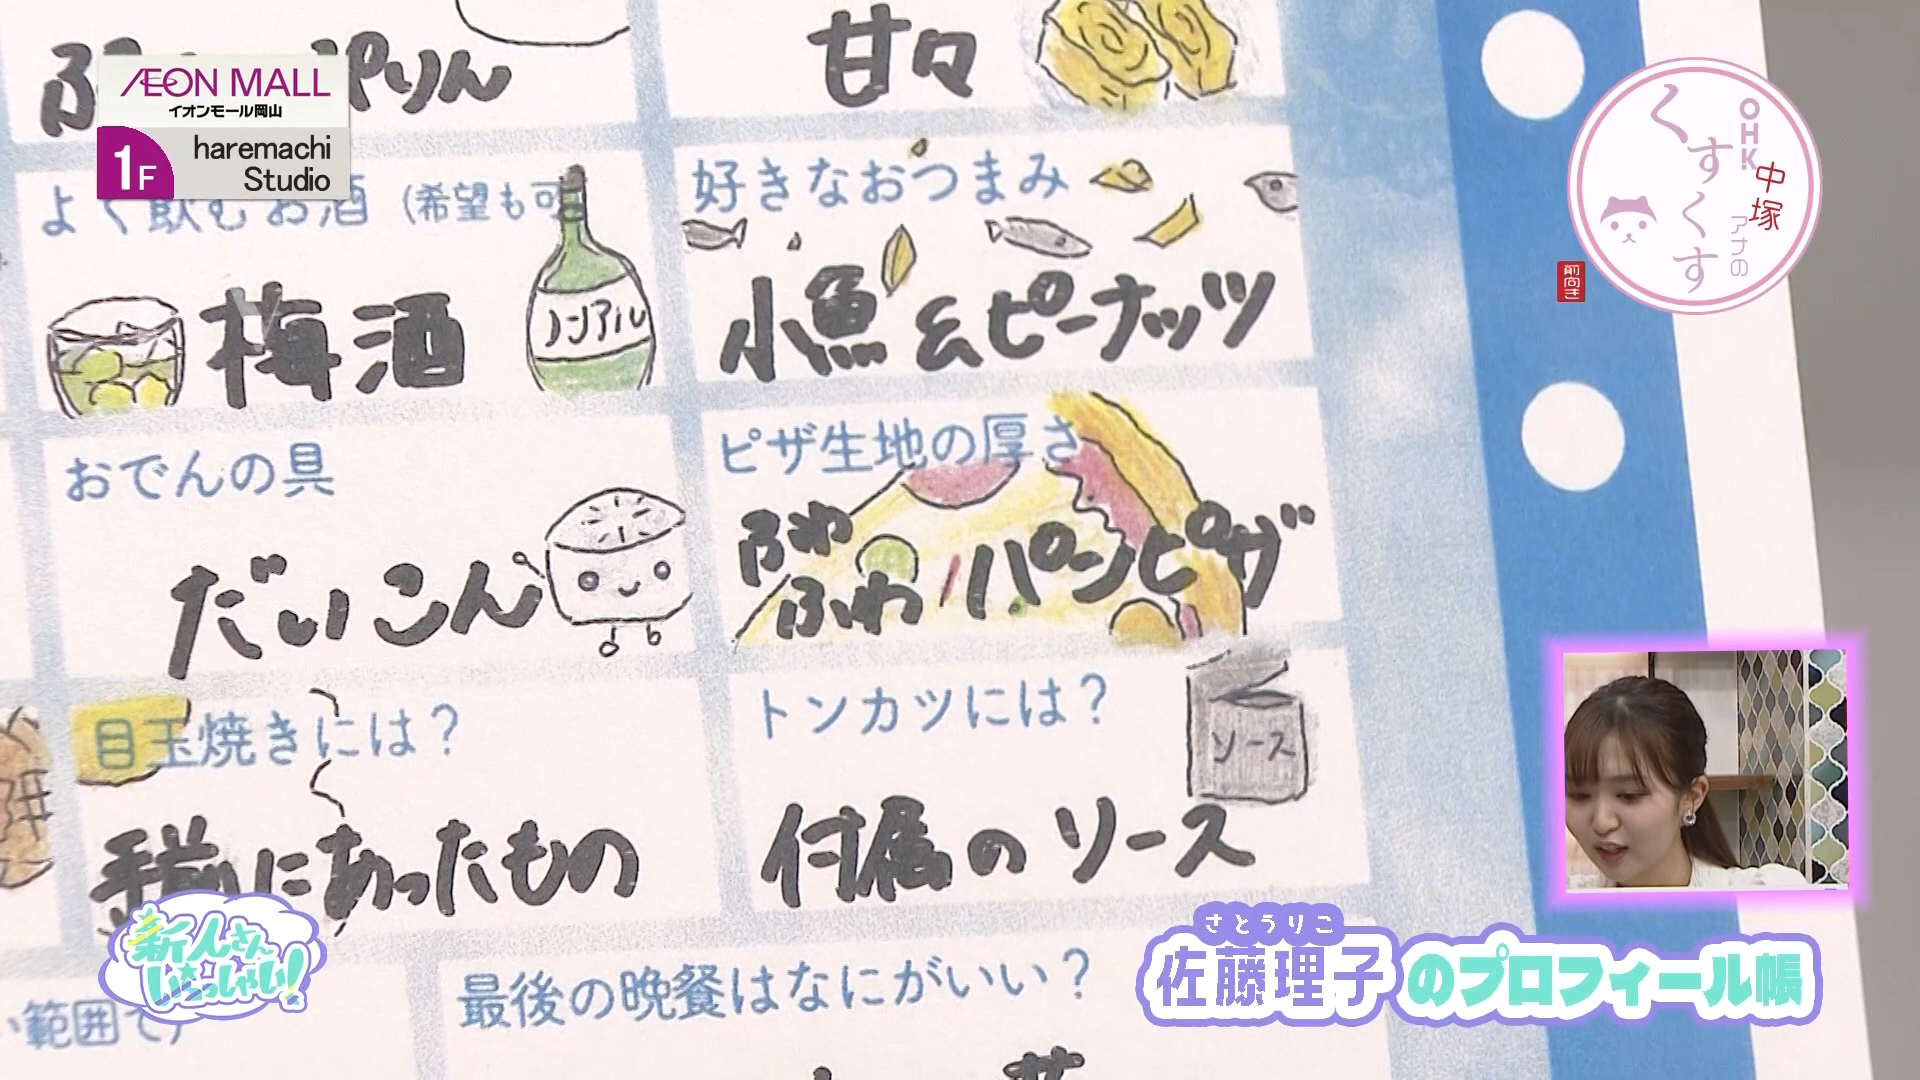 ÆON MALL
イオンモール岡山
1F
haremachi
Studio
ぷりん
甘々
よく飲むお酒（希望も可
梅酒
ノンアル
好きなおつまみ
小魚&ピーナッツ
おでんの具
だいこん
ピザ生地の厚さ
ふわ
ふわ
パンピザ
目玉焼きには？
手前にあったもの
トンカツには？
ソース
付属のソース
い範囲で）
最後の晩餐はなにがいい？
OHK
中塚
アナの
くすくす
前向き
新人さん
いらっしゃい！
さとうりこ
佐藤理子のプロフィール帳